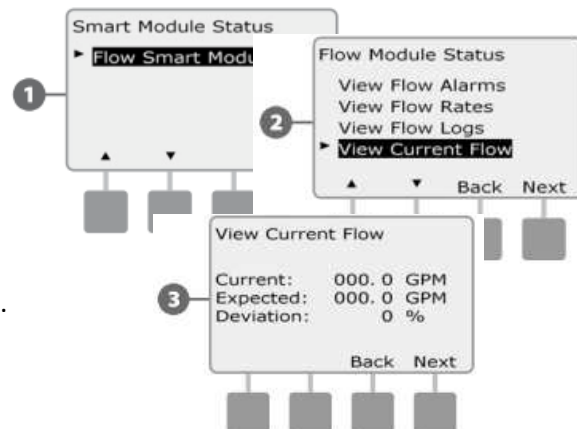 Smart Module Status
Flow Smart
1
Flow Module Status
View Flow Alarms
View Flow Rates
View Flow Logs
View Current Flow
2
Back Next
View Current Flow
Current: 000. 0 GPM
Expected: 000. 0 GPM
Deviation: 0 %
3
Back Next
.